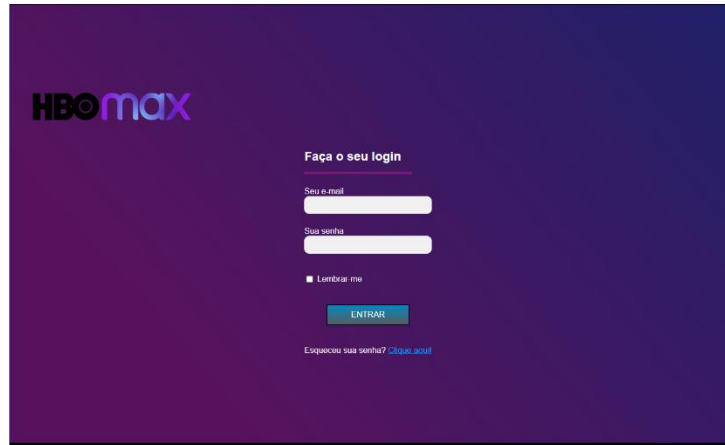 HBOmax
Faça o seu login
Seu e-mail
Sua senha
Lembrar-me
ENTRAR
Esqueceu sua senha? Clique aqui!